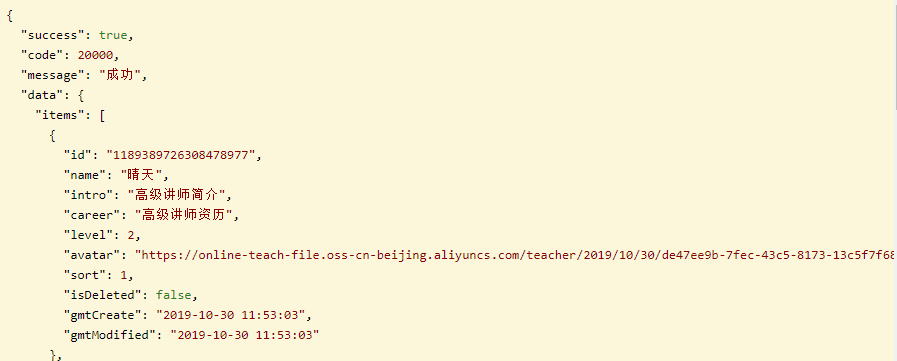 {
"success": true,
"code": 20000,
"message": "成功",
"data": {
"items": [
{
"id": "1189389726308478977",
"name": "晴天",
"intro": "高级讲师简介",
"career": "高级讲师资历",
"level": 2,
"avatar": "https://online-teach-file.oss-cn-beijing.aliyuncs.com/teacher/2019/10/30/de47ee9b-7fec-43c5-8173-13c5f7f68
"sort": 1,
"isDeleted": false,
"gmtCreate": "2019-10-30 11:53:03",
"gmtModified": "2019-10-30 11:53:03"
},